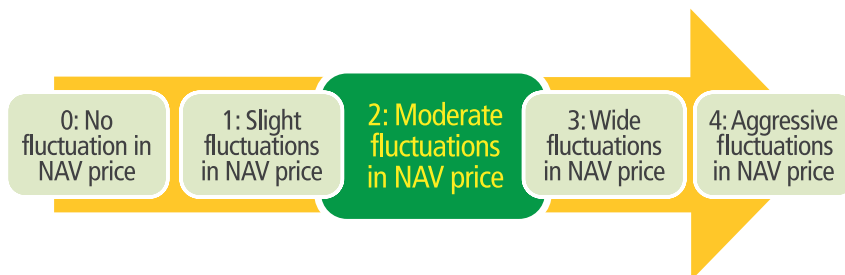 0: No
fluctuation in
NAV price
1: Slight
fluctuations
in NAV price
2: Moderate
fluctuations
in NAV price
3: Wide
fluctuations
in NAV price
4: Aggressive
fluctuations
in NAV price